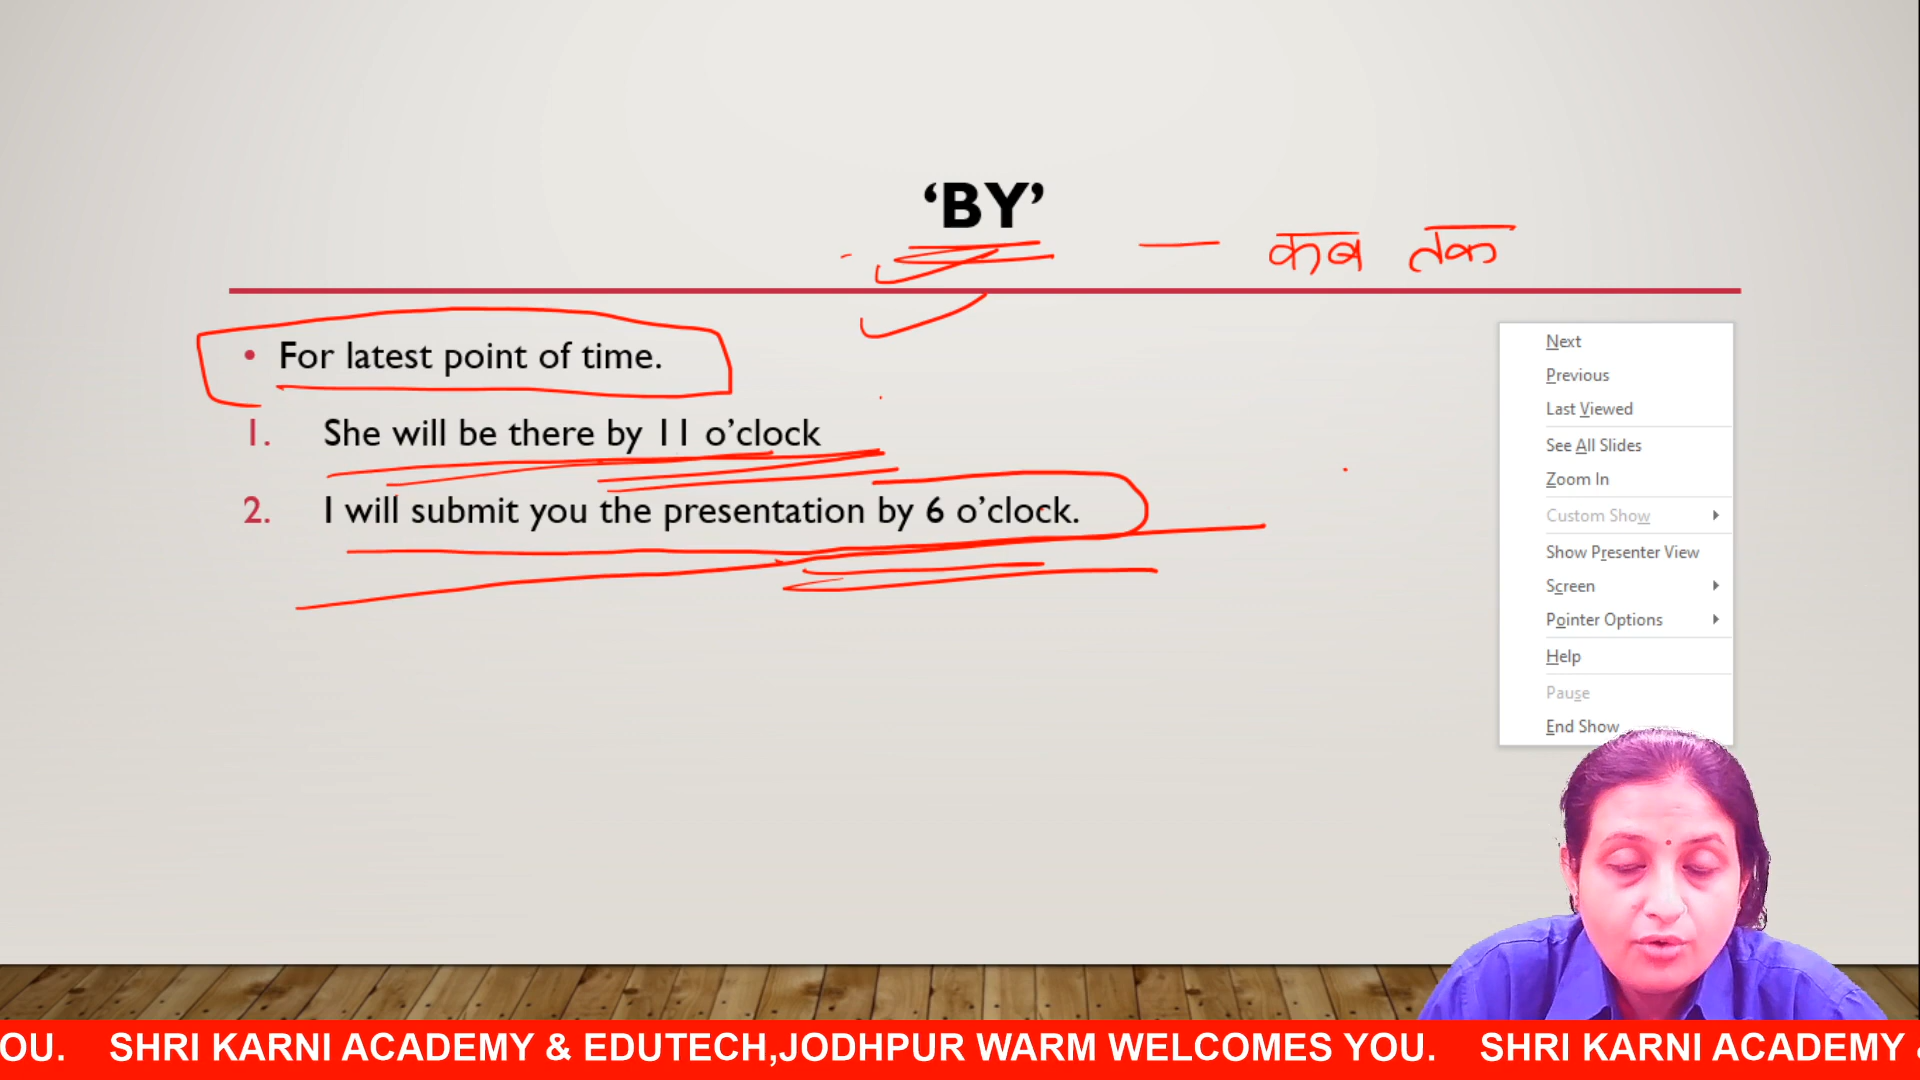 ‘BY’
कब तक
• For latest point of time.
1. She will be there by 11 o’clock
2. I will submit you the presentation by 6 o’clock.
Next
Previous
Last Viewed
See All Slides
Zoom In
Custom Show
Show Presenter View
Screen
Pointer Options
Help
Pause
End Show
OU. SHRI KARNI ACADEMY & EDUTECH,JODHPUR WARM WELCOMES YOU. SHRI KARNI ACADEMY &